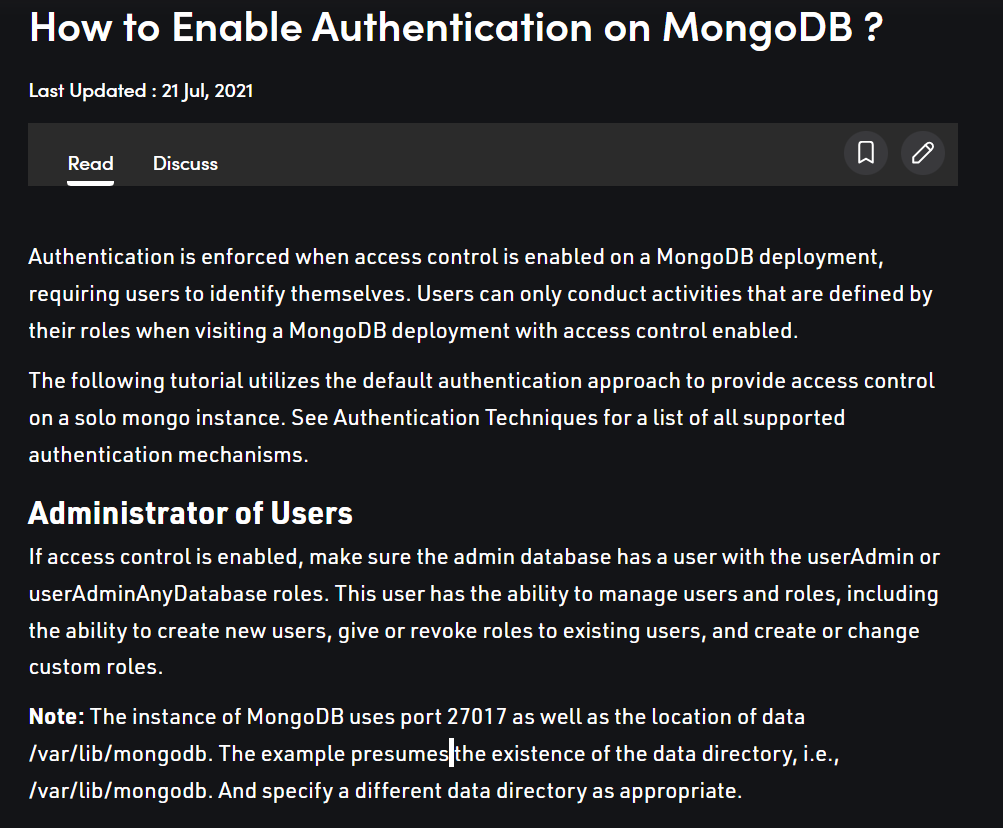 How to Enable Authentication on MongoDB ?
Last Updated : 21 Jul, 2021
Read Discuss
Authentication is enforced when access control is enabled on a MongoDB deployment,
requiring users to identify themselves. Users can only conduct activities that are defined by
their roles when visiting a MongoDB deployment with access control enabled.
The following tutorial utilizes the default authentication approach to provide access control
on a solo mongo instance. See Authentication Techniques for a list of all supported
authentication mechanisms.
Administrator of Users
If access control is enabled, make sure the admin database has a user with the userAdmin or
userAdminAnyDatabase roles. This user has the ability to manage users and roles, including
the ability to create new users, give or revoke roles to existing users, and create or change
custom roles.
Note: The instance of MongoDB uses port 27017 as well as the location of data
/var/lib/mongodb. The example presumes the existence of the data directory, i.e.,
/var/lib/mongodb. And specify a different data directory as appropriate.